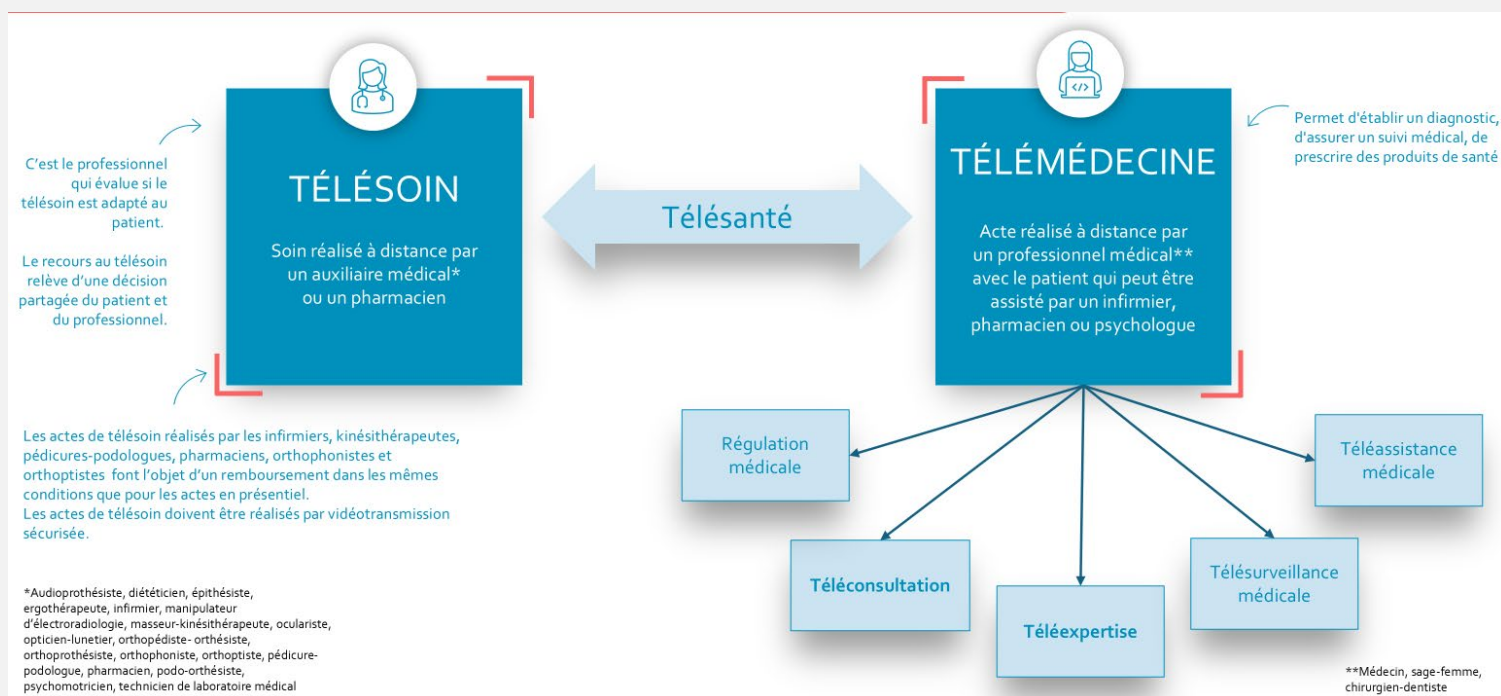 C'est le professionnel
qui évalue si le
télésoin est adapté au
patient.
Le recours au télésoin
relève d'une décision
partagée du patient et
du professionnel.
TÉLÉSOIN
Soin réalisé à distance par
un auxiliaire médical*
ou un pharmacien
Télésanté
</>
TÉLÉMÉDECINE
Acte réalisé à distance par
un professionnel médical**
avec le patient qui peut être
assisté par un infirmier,
pharmacien ou psychologue
Permet d'établir un diagnostic,
d'assurer un suivi médical, de
prescrire des produits de santé
Les actes de télésoin réalisés par les infirmiers, kinésithérapeutes,
pédicures-podologues, pharmaciens, orthophonistes et
orthoptistes font l'objet d'un remboursement dans les mêmes
conditions que pour les actes en présentiel.
Les actes de télésoin doivent être réalisés par vidéotransmission
sécurisée.
Régulation
médicale
Téléconsultation
Téléexpertise
Télésurveillance
médicale
Téléassistance
médicale
*Audioprothésiste, diététicien, épithésiste,
ergothérapeute, infirmier, manipulateur
d'électroradiologie, masseur-kinésithérapeute, oculariste,
opticien-lunetier, orthopédiste- orthésiste,
orthoprothésiste, orthophoniste, orthoptiste, pédicure-
podologue, pharmacien, podo-orthésiste,
psychomotricien, technicien de laboratoire médical
**Médecin, sage-femme,
chirurgien-dentiste